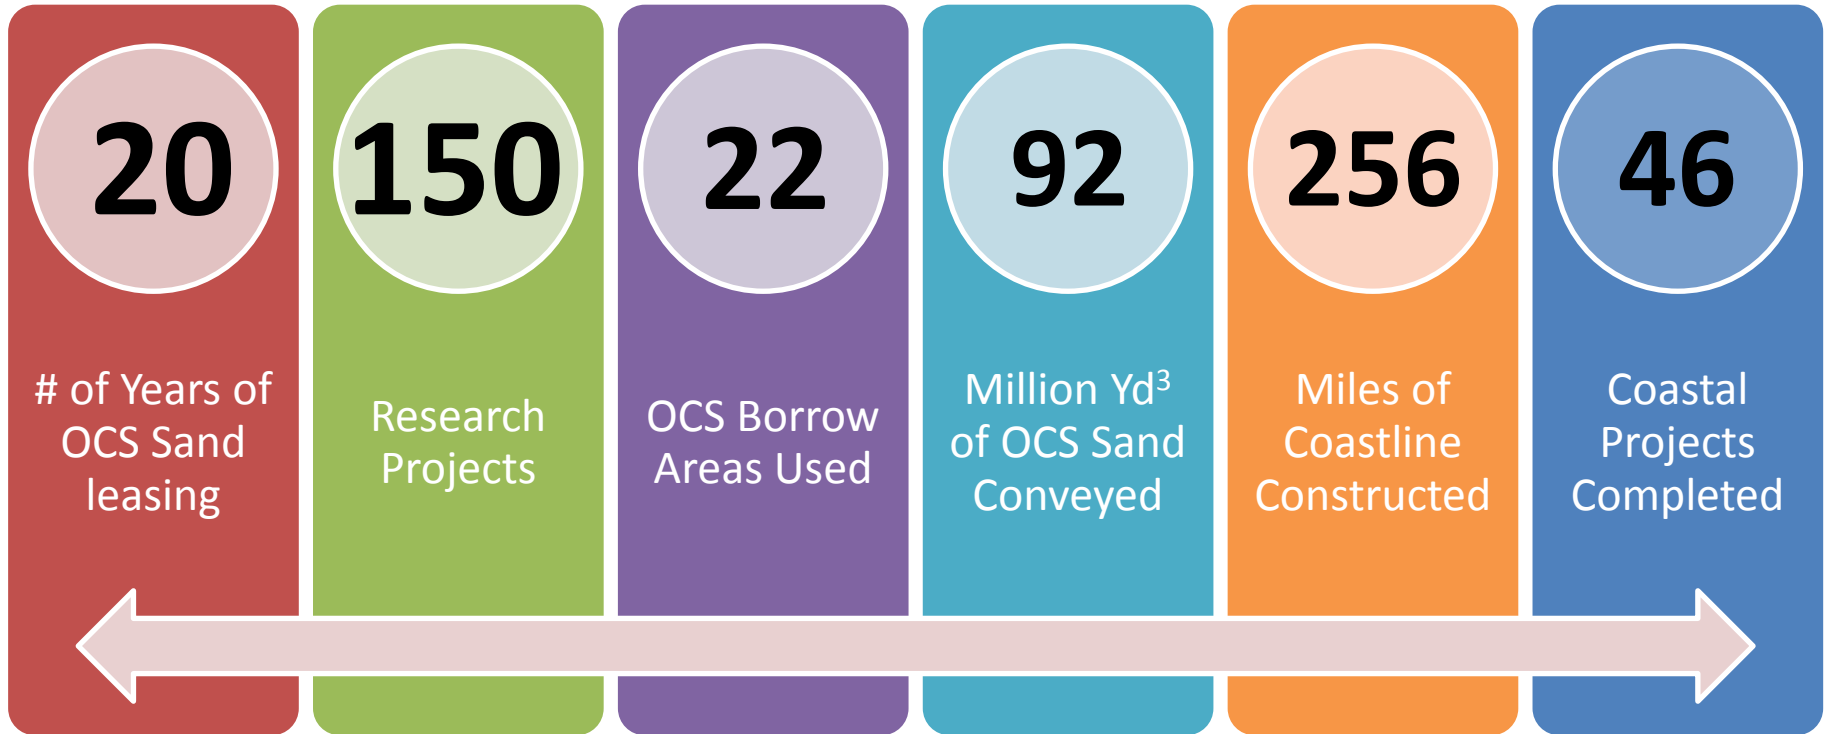 20
# of Years of
OCS Sand
leasing
150
Research
Projects
22
OCS Borrow
Areas Used
92
Million Yd³
of OCS Sand
Conveyed
256
Miles of
Coastline
Constructed
46
Coastal
Projects
Completed